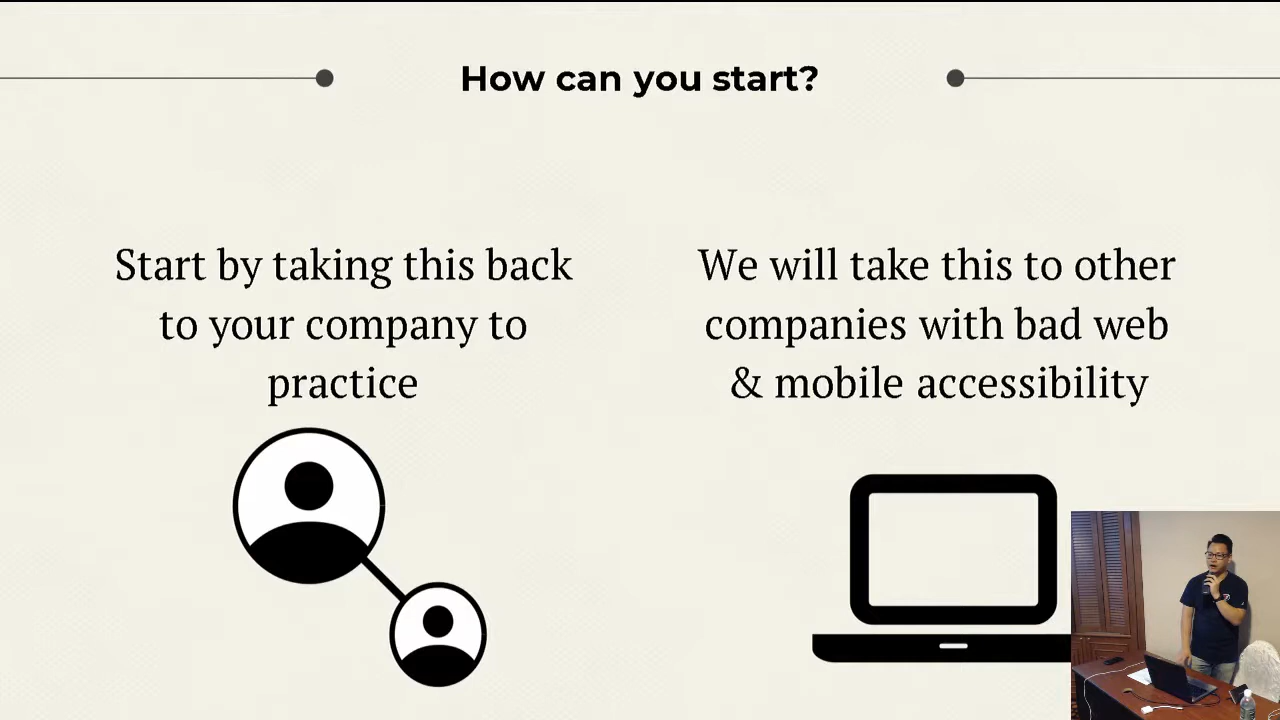 How can you start?
Start by taking this back
to your company to
practice
We will take this to other
companies with bad web
& mobile accessibility